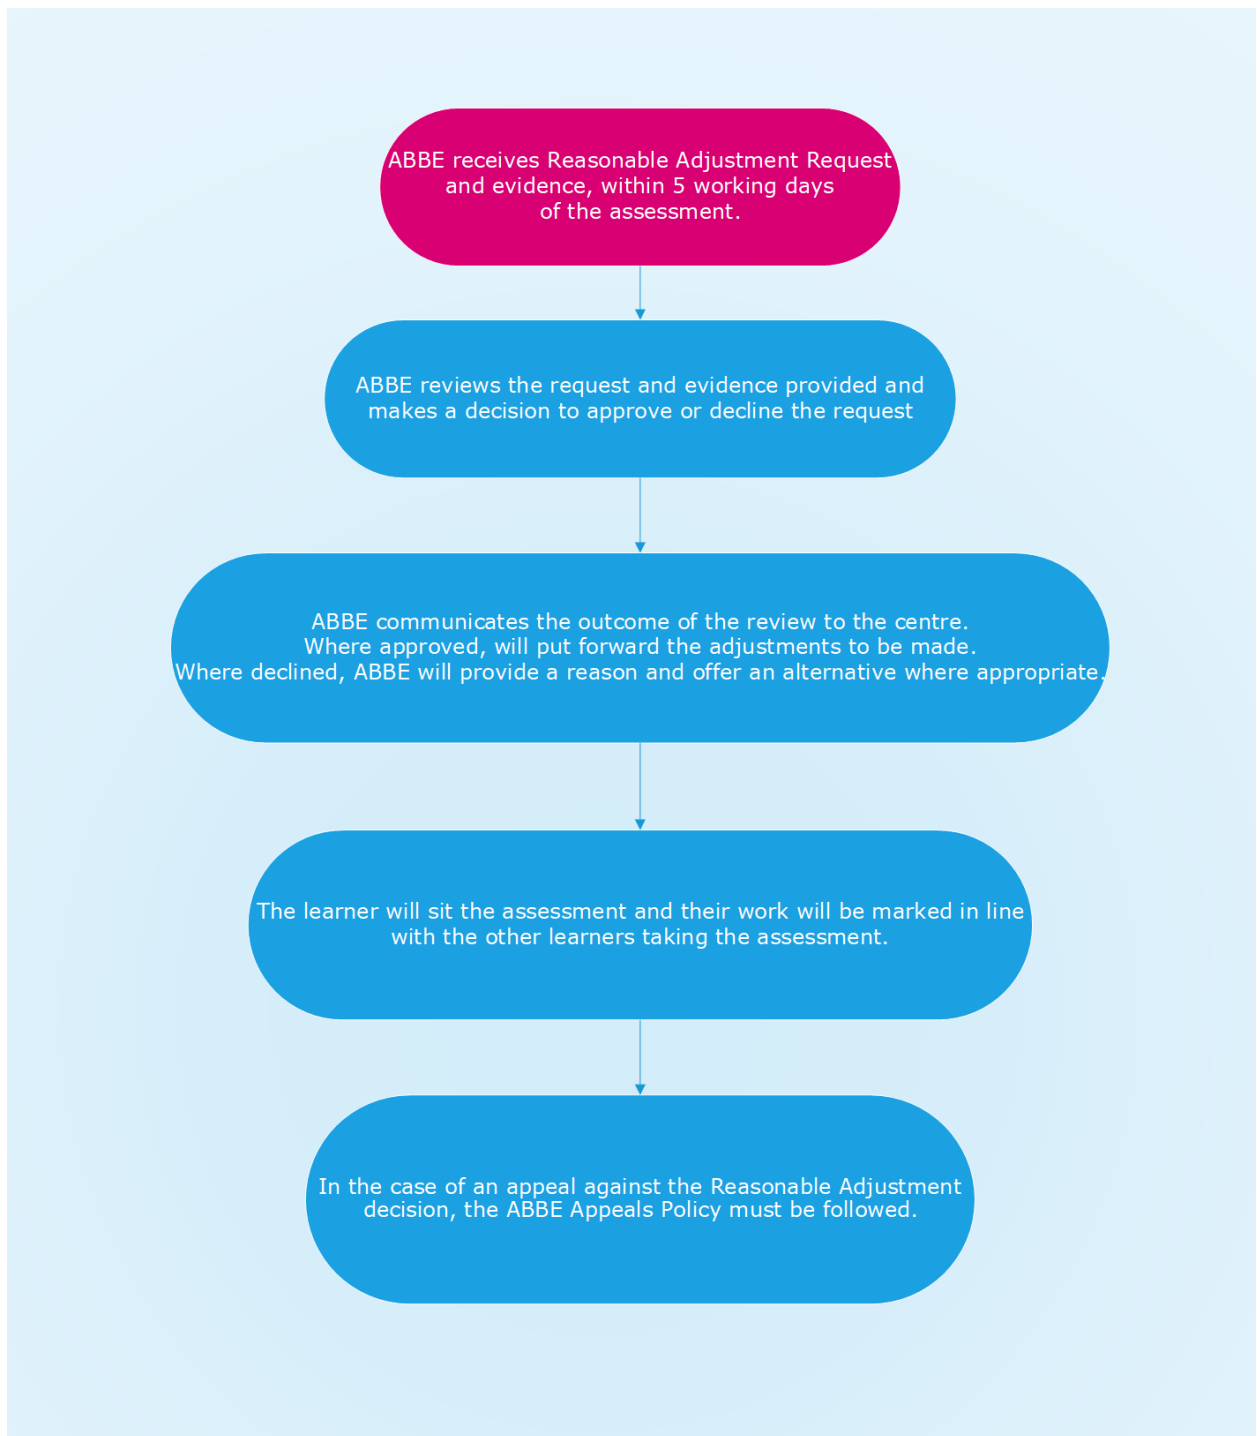 ABBE receives Reasonable Adjustment Request
and evidence, within 5 working days
of the assessment.
ABBE reviews the request and evidence provided and
makes a decision to approve or decline the request
ABBE communicates the outcome of the review to the centre.
Where approved, will put forward the adjustments to be made.
Where declined, ABBE will provide a reason and offer an alternative where appropriate.
The learner will sit the assessment and their work will be marked in line
with the other learners taking the assessment.
In the case of an appeal against the Reasonable Adjustment
decision, the ABBE Appeals Policy must be followed.